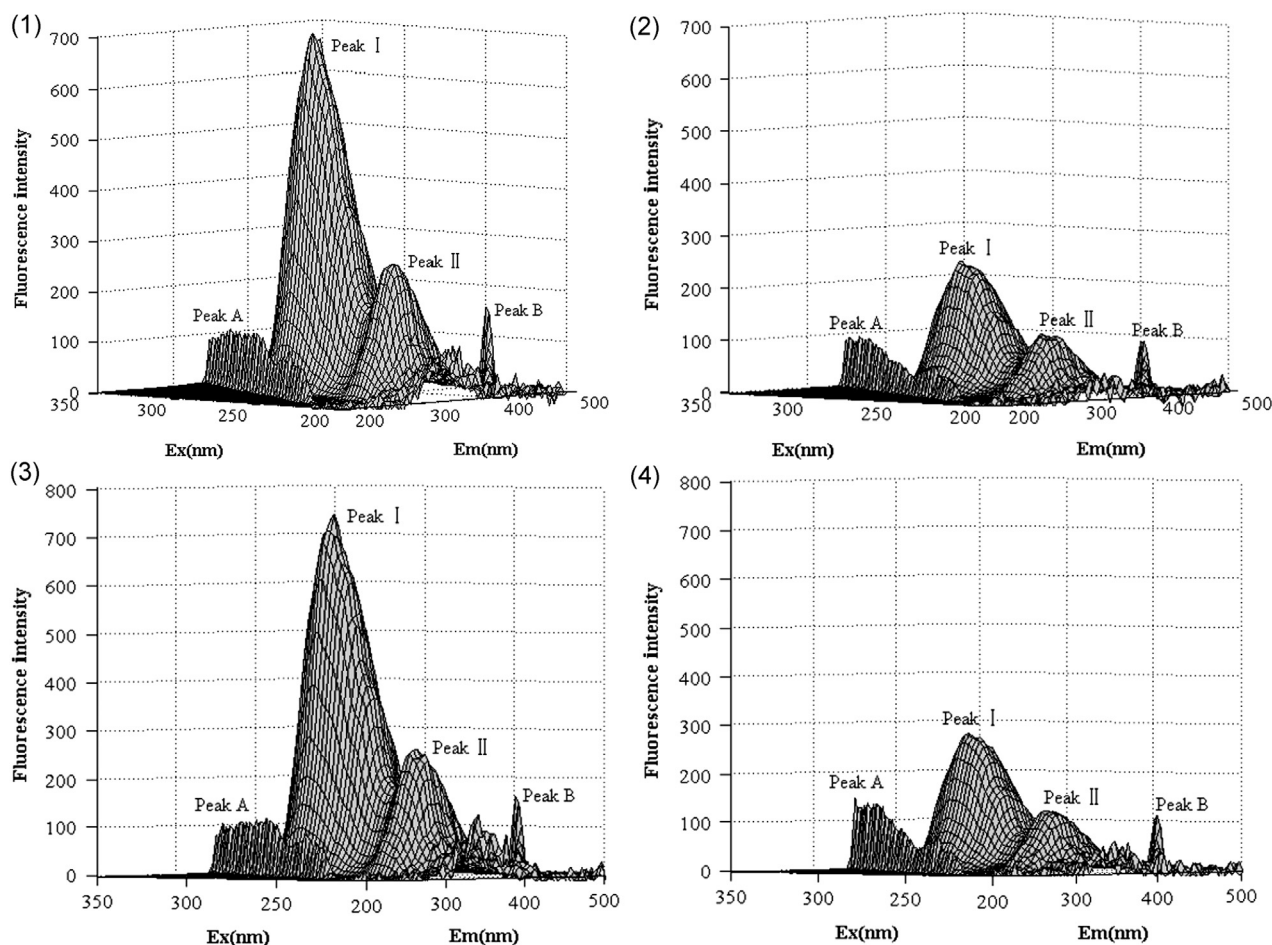 (1)
700
600
500
400
300
200
100
0
Fluorescence intensity
Peak I
Peak II
Peak A
Peak B
350 300 250 200 200 300 400 500
Ex(nm) Em(nm)
(2)
700
600
500
400
300
200
100
0
Fluorescence intensity
Peak I
Peak A
Peak II
Peak B
350 300 250 200 200 300 400 500
Ex(nm) Em(nm)
(3)
800
700
600
500
400
300
200
100
0
Fluorescence intensity
Peak I
Peak II
Peak A
Peak B
350 300 250 200 300 400 500
Ex(nm) Em(nm)
(4)
800
700
600
500
400
300
200
100
0
Fluorescence intensity
Peak I
Peak A
Peak II
Peak B
350 300 250 200 300 400 500
Ex(nm) Em(nm)